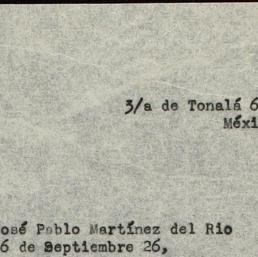 3/a de Tonalá 6
Méxi
osé Pablo Martínez del Rio
6 de Septiembre 26,